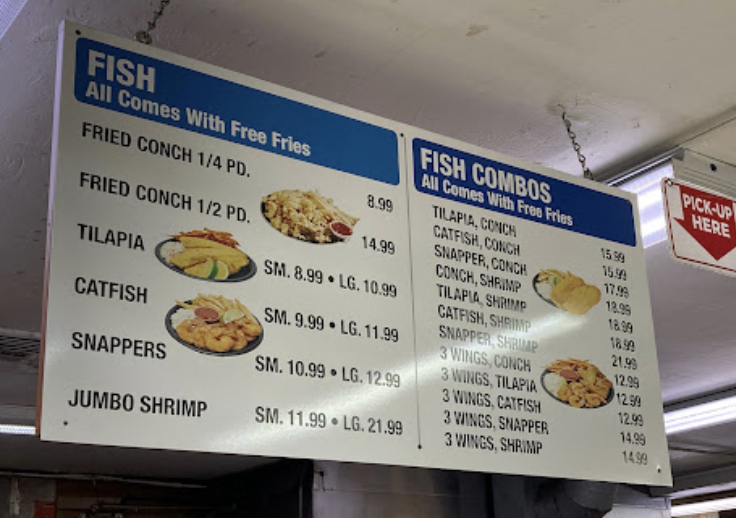 FISH
All Comes With Free Fries
FRIED CONCH 1/4 PD. 8.99
FRIED CONCH 1/2 PD. 14.99
TILAPIA SM. 8.99 • LG. 10.99
CATFISH SM. 9.99 • LG. 11.99
SNAPPERS SM. 10.99 • LG. 12.99
JUMBO SHRIMP SM. 11.99 • LG. 21.99
FISH COMBOS
All Comes With Free Fries
TILAPIA, CONCH 15.99
CATFISH, CONCH 15.99
SNAPPER, CONCH 17.99
CONCH, SHRIMP 18.99
TILAPIA, SHRIMP 18.99
CATFISH, SHRIMP 18.99
SNAPPER, SHRIMP 21.99
3 WINGS, CONCH 12.99
3 WINGS, TILAPIA 12.99
3 WINGS, CATFISH 12.99
3 WINGS, SNAPPER 14.99
3 WINGS, SHRIMP 14.99
PICK-UP
HERE